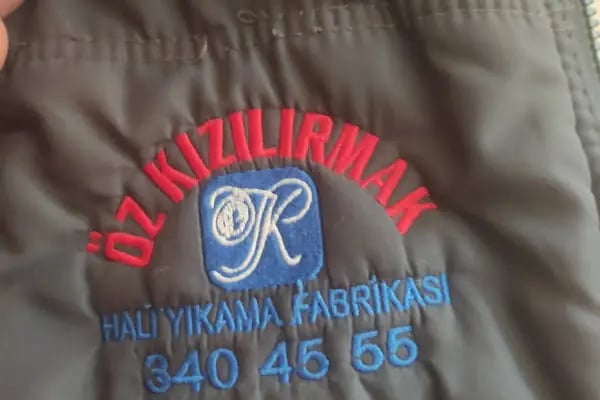 ÖZ KIZILIRMAK
K
HALI YIKAMA FABRİKASI
340 45 55